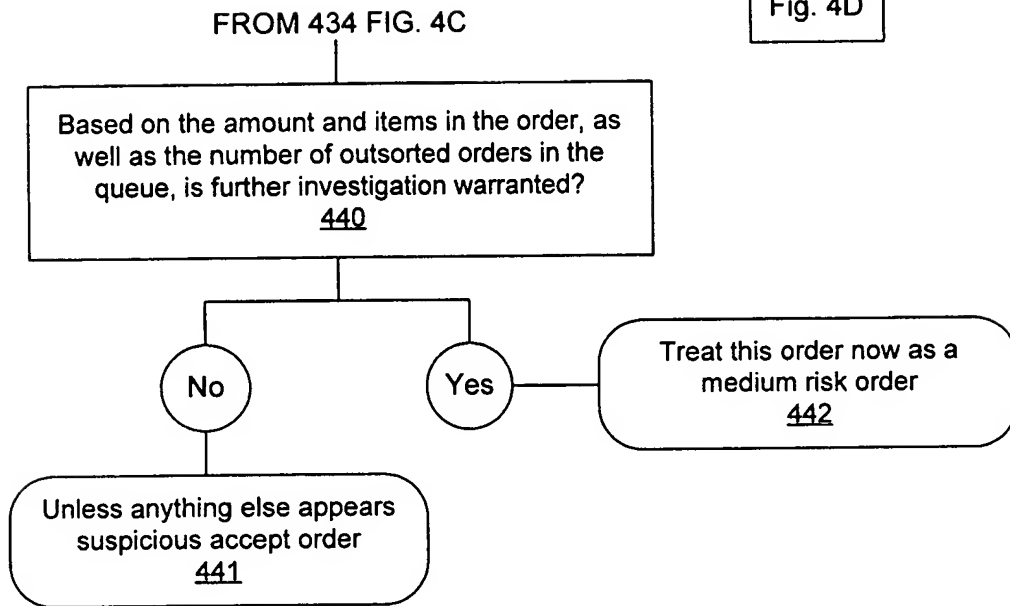 FROM 434 FIG. 4C
Fig. 4D
Based on the amount and items in the order, as
well as the number of outsorted orders in the
queue, is further investigation warranted?
440
No
Yes
Treat this order now as a
medium risk order
442
Unless anything else appears
suspicious accept order
441